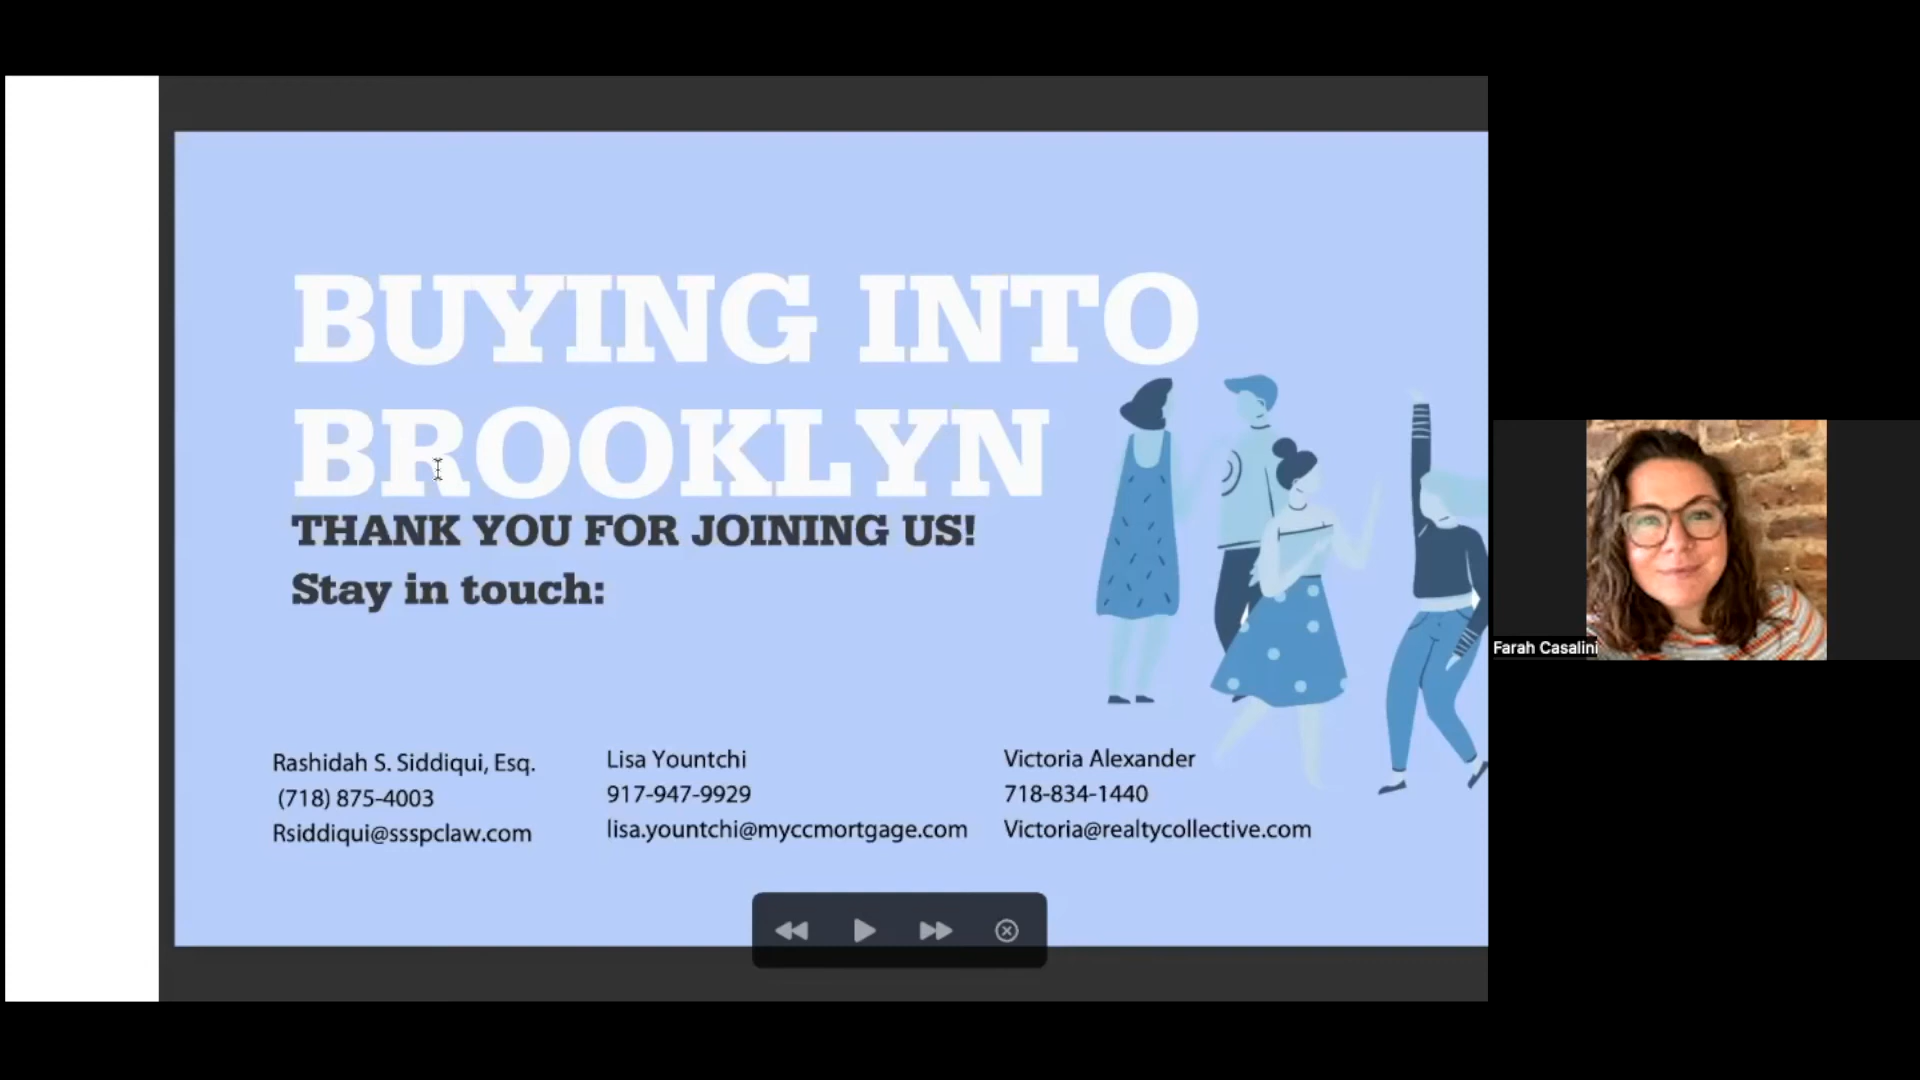 BUYING INTO
BROOKLYN
THANK YOU FOR JOINING US!
Stay in touch:
Rashidah S. Siddiqui, Esq.
(718) 875-4003
Rsiddiqui@ssspclaw.com
Lisa Yountchi
917-947-9929
lisa.yountchi@myccmortgage.com
Victoria Alexander
718-834-1440
Victoria@realtycollective.com
Farah Casalini